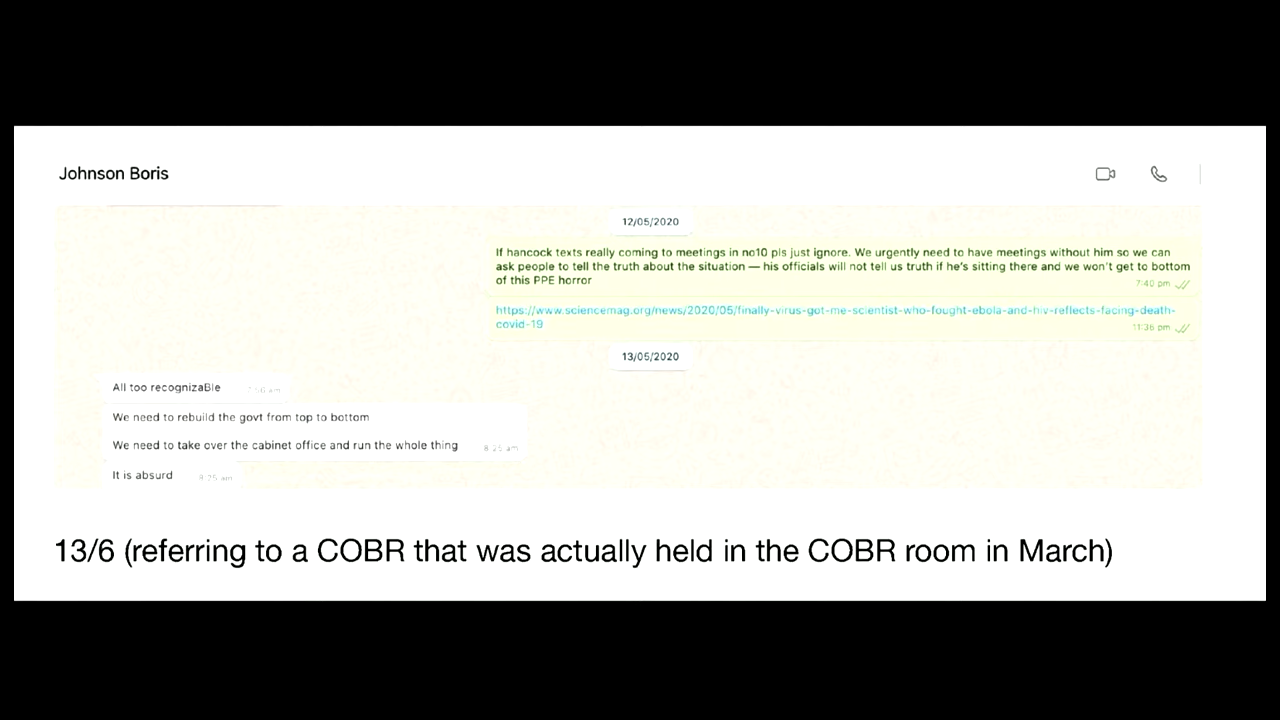 Johnson Boris
12/05/2020
If hancock texts really coming to meetings in no10 pls just ignore. We urgently need to have meetings without him so we can
ask people to tell the truth about the situation — his officials will not tell us truth if he's sitting there and we won't get to bottom
of this PPE horror
7:40 pm
https://www.sciencemag.org/news/2020/05/finally-virus-got-me-scientist-who-fought-ebola-and-hiv-reflects-facing-death-
covid-19
11:38 pm
13/05/2020
All too recognizaBle
We need to rebuild the govt from top to bottom
We need to take over the cabinet office and run the whole thing 8:25 am
It is absurd 8:25 am
13/6 (referring to a COBR that was actually held in the COBR room in March)